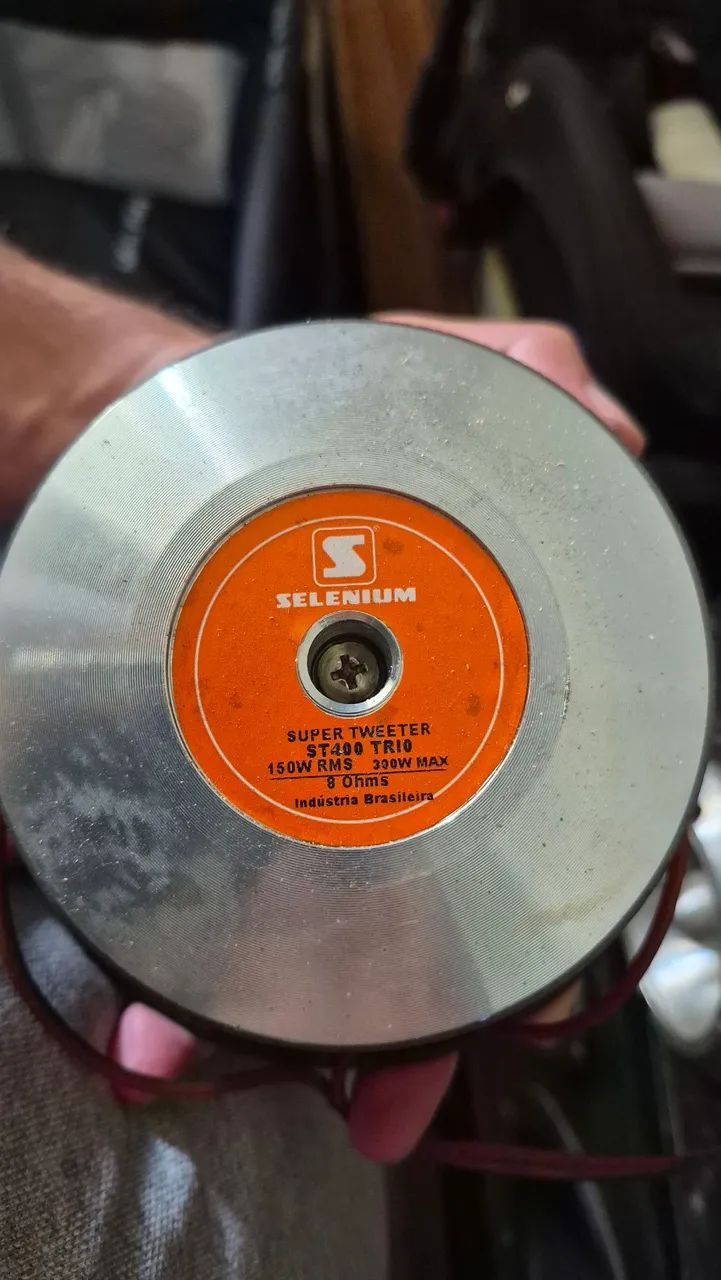 S
SELENIUM
SUPER TWEETER
ST400 TRIO
150W RMS 300W MAX
8 Ohms
Indústria Brasileira